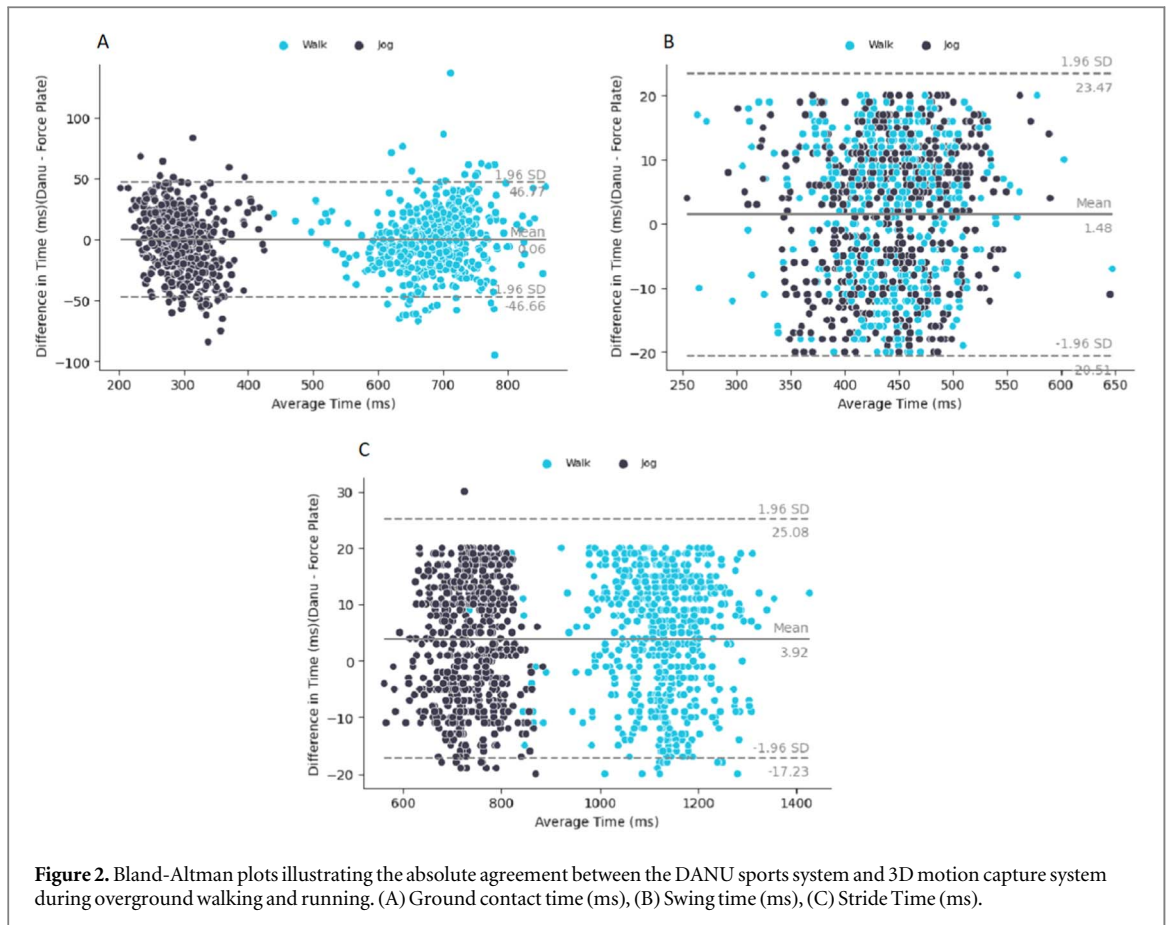 A
Walk Jog
Difference in Time (ms)(Danu - Force Plate)
100
50
0
−50
−100
1.96 SD
46.77
Mean
0.06
-1.96 SD
-46.66
200 300 400 500 600 700 800
Average Time (ms)
B
Walk Jog
Difference in Time (ms)(Danu - Force Plate)
20
10
0
−10
−20
1.96 SD
23.47
Mean
1.48
-1.96 SD
-20.51
250 300 350 400 450 500 550 600 650
Average Time (ms)
C
Walk Jog
Difference in Time (ms)(Danu - Force Plate)
30
20
10
0
−10
−20
1.96 SD
25.08
Mean
3.92
-1.96 SD
-17.23
600 800 1000 1200 1400
Average Time (ms)
Figure 2. Bland-Altman plots illustrating the absolute agreement between the DANU sports system and 3D motion capture system
during overground walking and running. (A) Ground contact time (ms), (B) Swing time (ms), (C) Stride Time (ms).